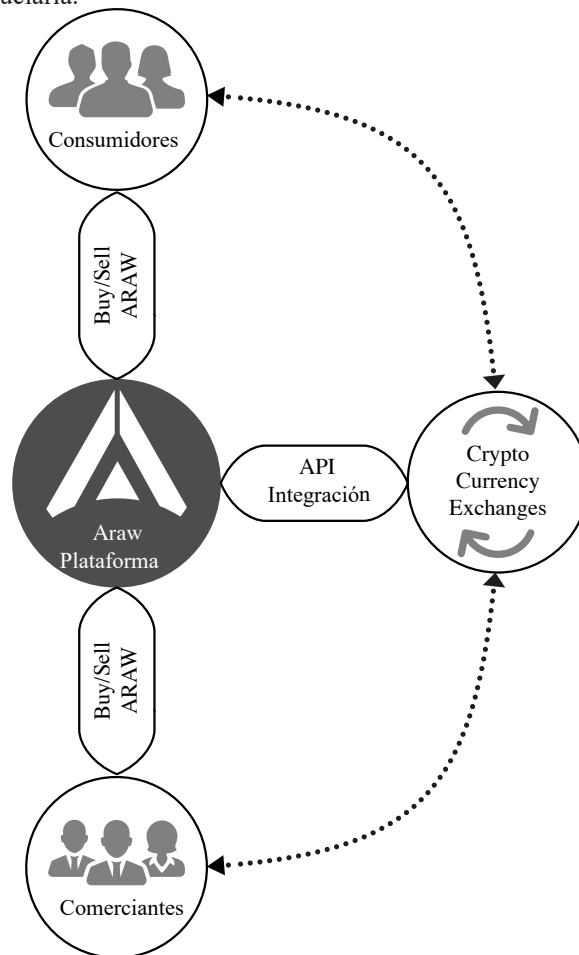 Consumidores
Buy/Sell
ARAW
Araw
Plataforma
API
Integración
Crypto
Currency
Exchanges
Buy/Sell
ARAW
Comerciantes